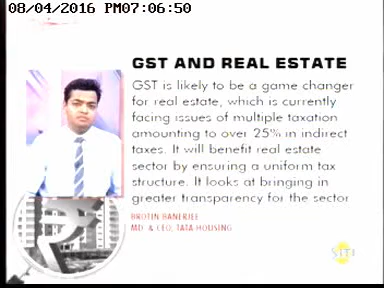 08/04/2016 PM07:06:50
GST AND REAL ESTATE
GST is likely to be a game changer
for real estate, which is currently
facing issues of multiple taxation
amounting to over 25% in indirect
taxes. It will benefit real estate
sector by ensuring a uniform tax
structure. It looks at bringing in
greater transparency for the sector
BROTIN BANERJEE
MD & CEO, TATA HOUSING
SITI